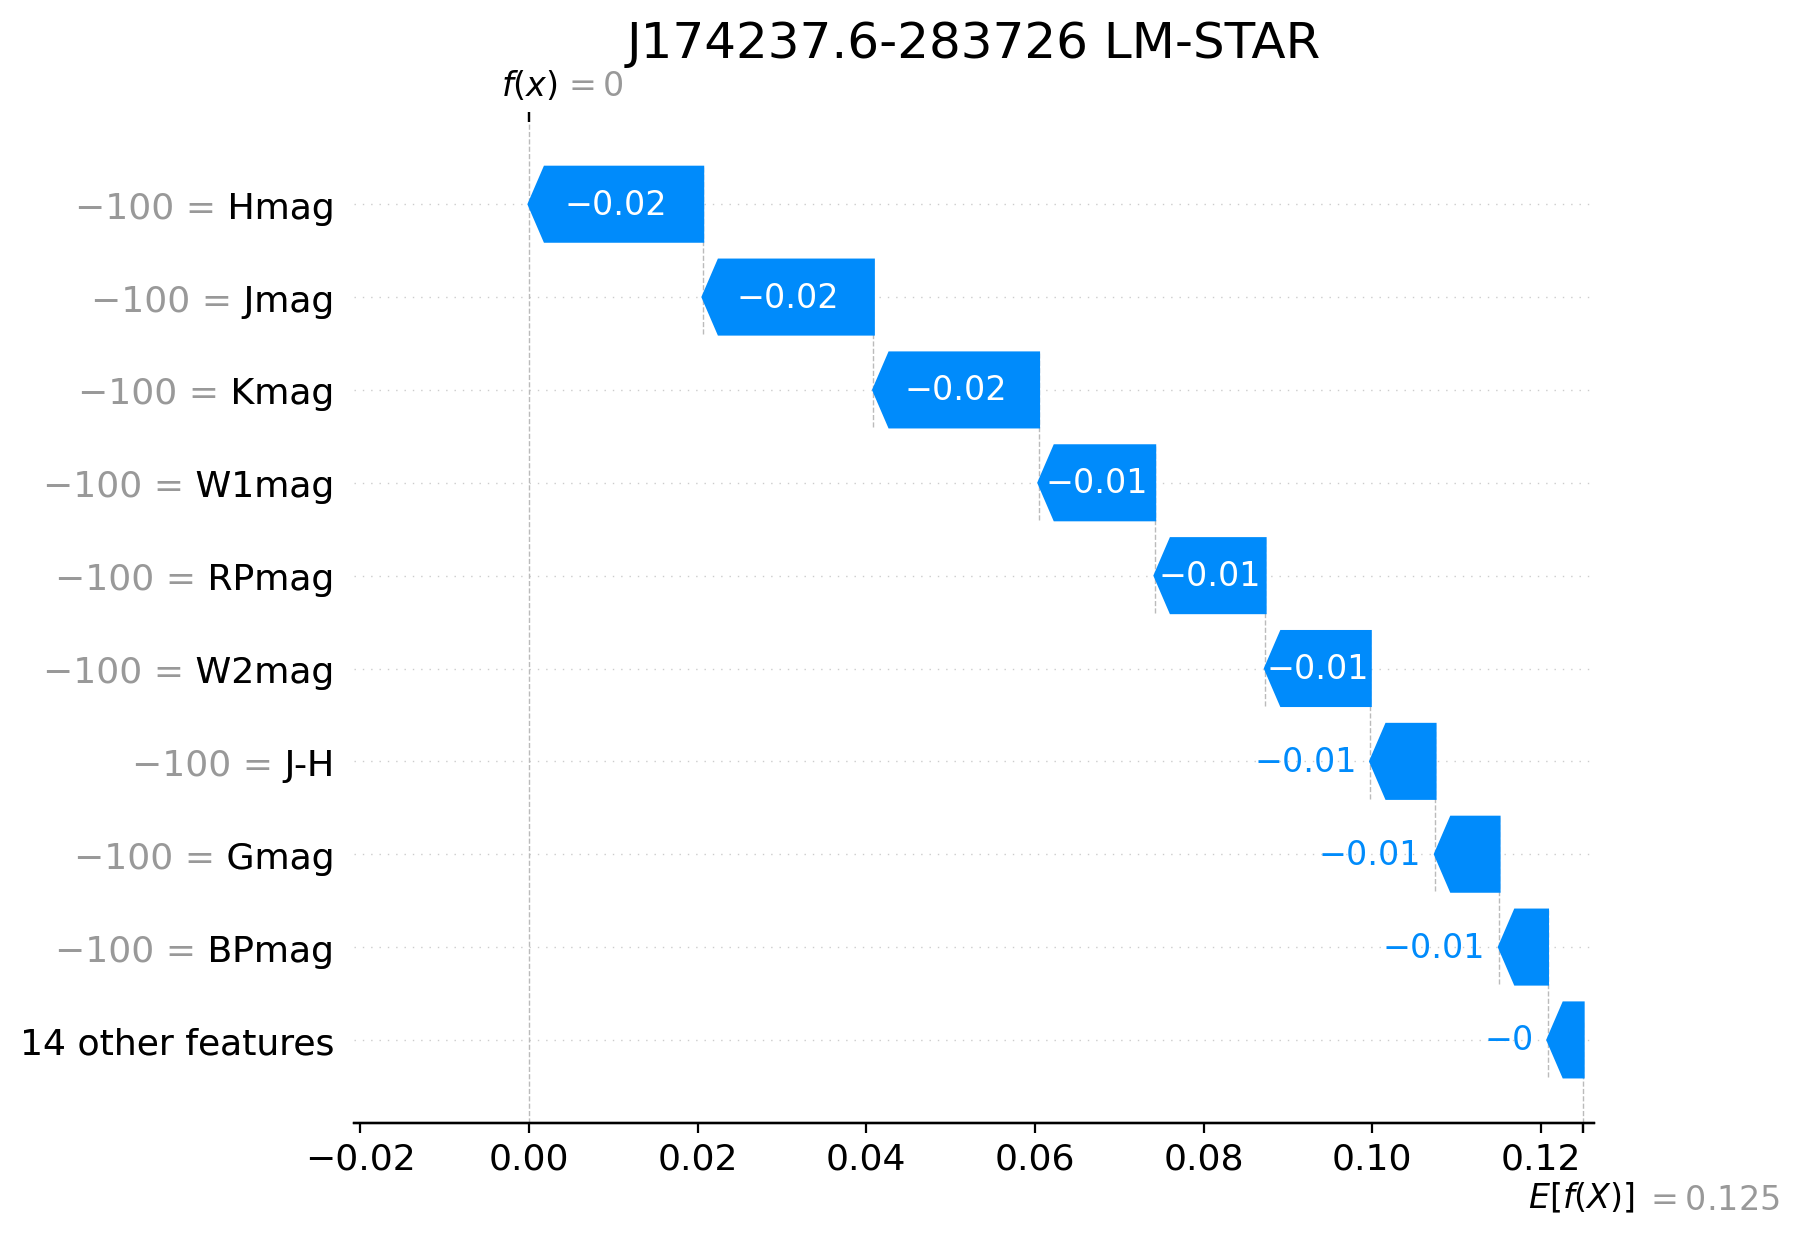 J174237.6-283726 LM-STAR
f(x) = 0
−100 = Hmag
−0.02
−100 = Jmag
−0.02
−100 = Kmag
−0.02
−100 = W1mag
−0.01
−100 = RPmag
−0.01
−100 = W2mag
−0.01
−100 = J-H
−0.01
−100 = Gmag
−0.01
−100 = BPmag
−0.01
14 other features
−0
−0.02 0.00 0.02 0.04 0.06 0.08 0.10 0.12
E[f(X)] = 0.125